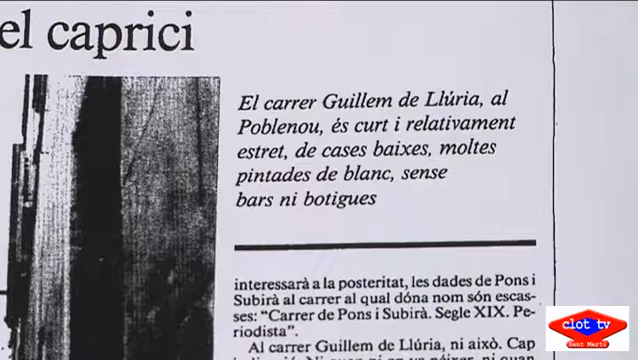 el caprici
El carrer Guillem de Llúria, al
Poblenou, és curt i relativament
estret, de cases baixes, moltes
pintades de blanc, sense
bars ni botigues
interessarà a la posteritat, les dades de Pons i
Subirà al carrer al qual dóna nom són escas-
ses: "Carrer de Pons i Subirà. Segle XIX. Pe-
riodista".
Al carrer Guillem de Llúria, ni això. Cap
clot tv
Sant Martí